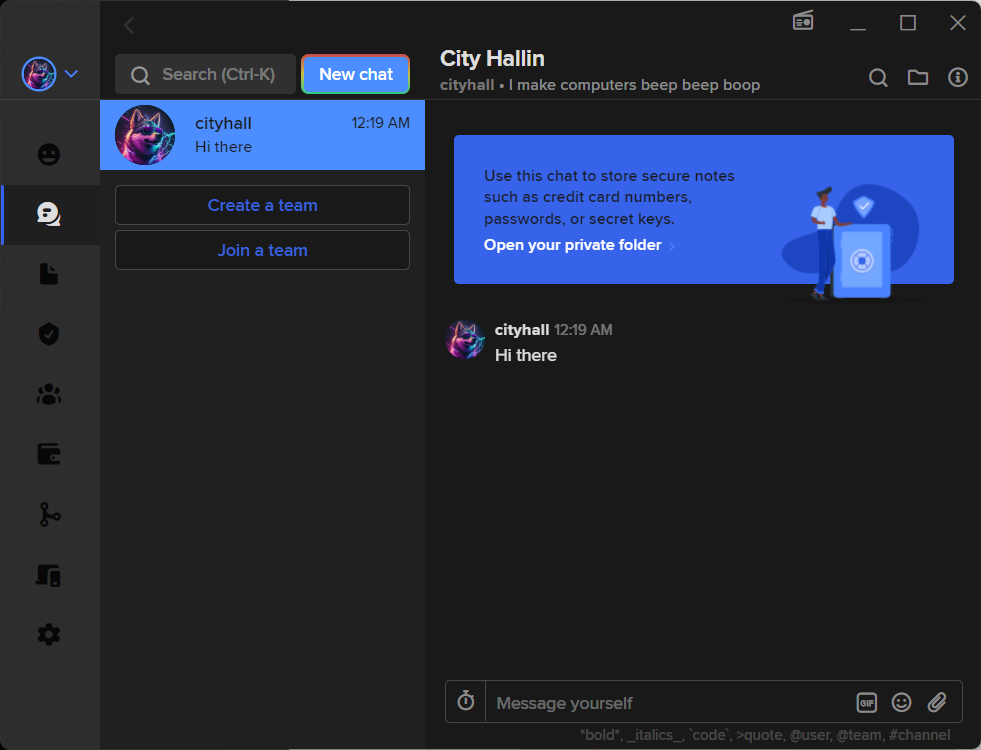 Search (Ctrl-K)
New chat
City Hallin
cityhall • I make computers beep beep boop
cityhall
12:19 AM
Hi there
Create a team
Join a team
Use this chat to store secure notes
such as credit card numbers,
passwords, or secret keys.
Open your private folder
cityhall 12:19 AM
Hi there
Message yourself
GIF
*bold*, _italics_, `code`, >quote, @user, @team, #channel